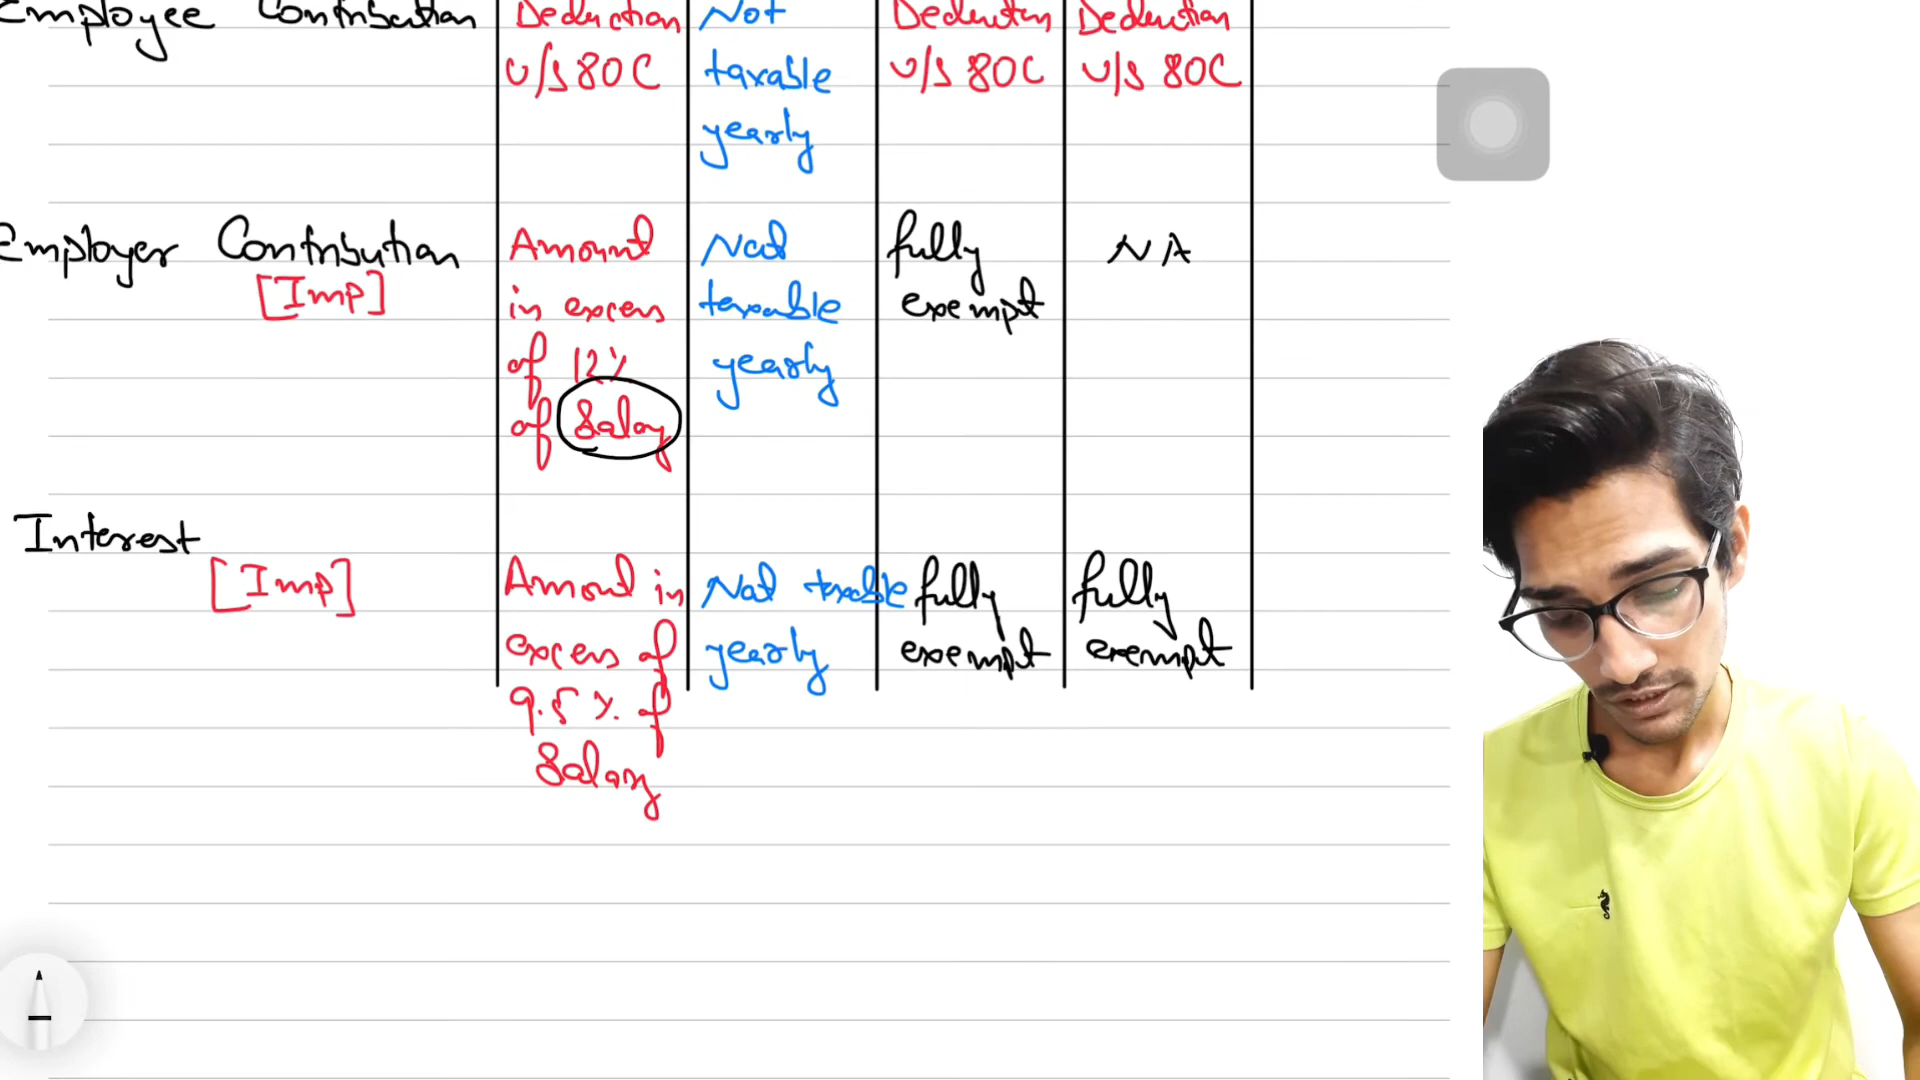 Employee Contribution Deduction Not Deduction Deduction
u/s 80C taxable u/s 80C u/s 80C
yearly
Employer Contribution Amount Not fully NA
[Imp] in excess taxable exempt
of 12% yearly
of Salary
Interest
[Imp] Amount in Not taxable fully fully
excess of yearly exempt exempt
9.5% of
Salary